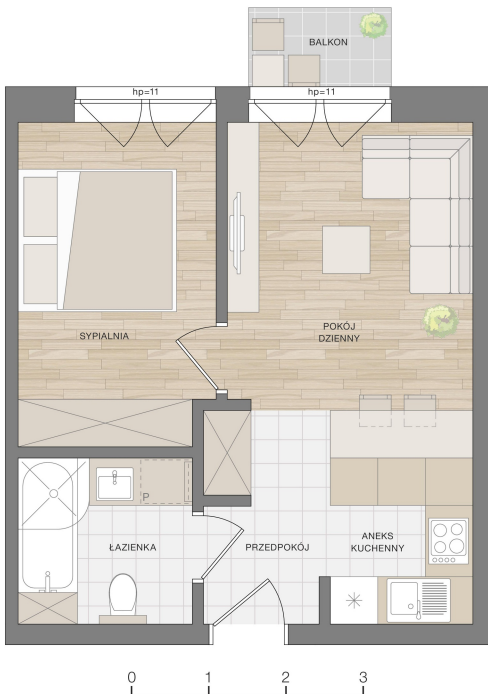 BALKON
hp=11
hp=11
SYPIALNIA
POKÓJ
DZIENNY
P
ŁAZIENKA
PRZEDPOKÓJ
ANEKS
KUCHENNY
0 1 2 3